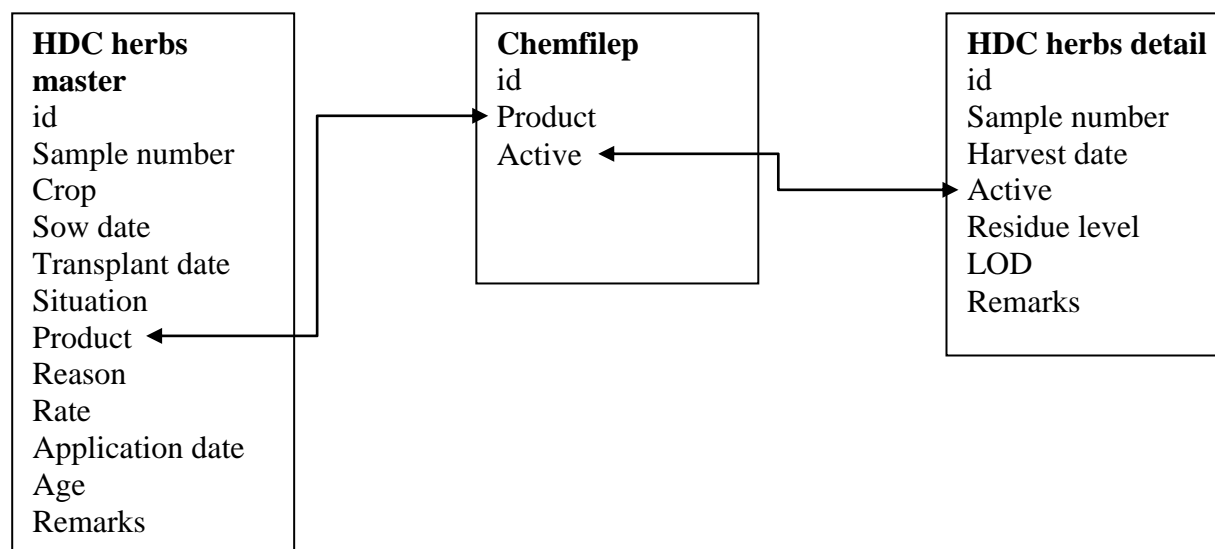 HDC herbs
master
id
Sample number
Crop
Sow date
Transplant date
Situation
Product
Reason
Rate
Application date
Age
Remarks
Chemfilep
id
Product
Active
HDC herbs detail
id
Sample number
Harvest date
Active
Residue level
LOD
Remarks